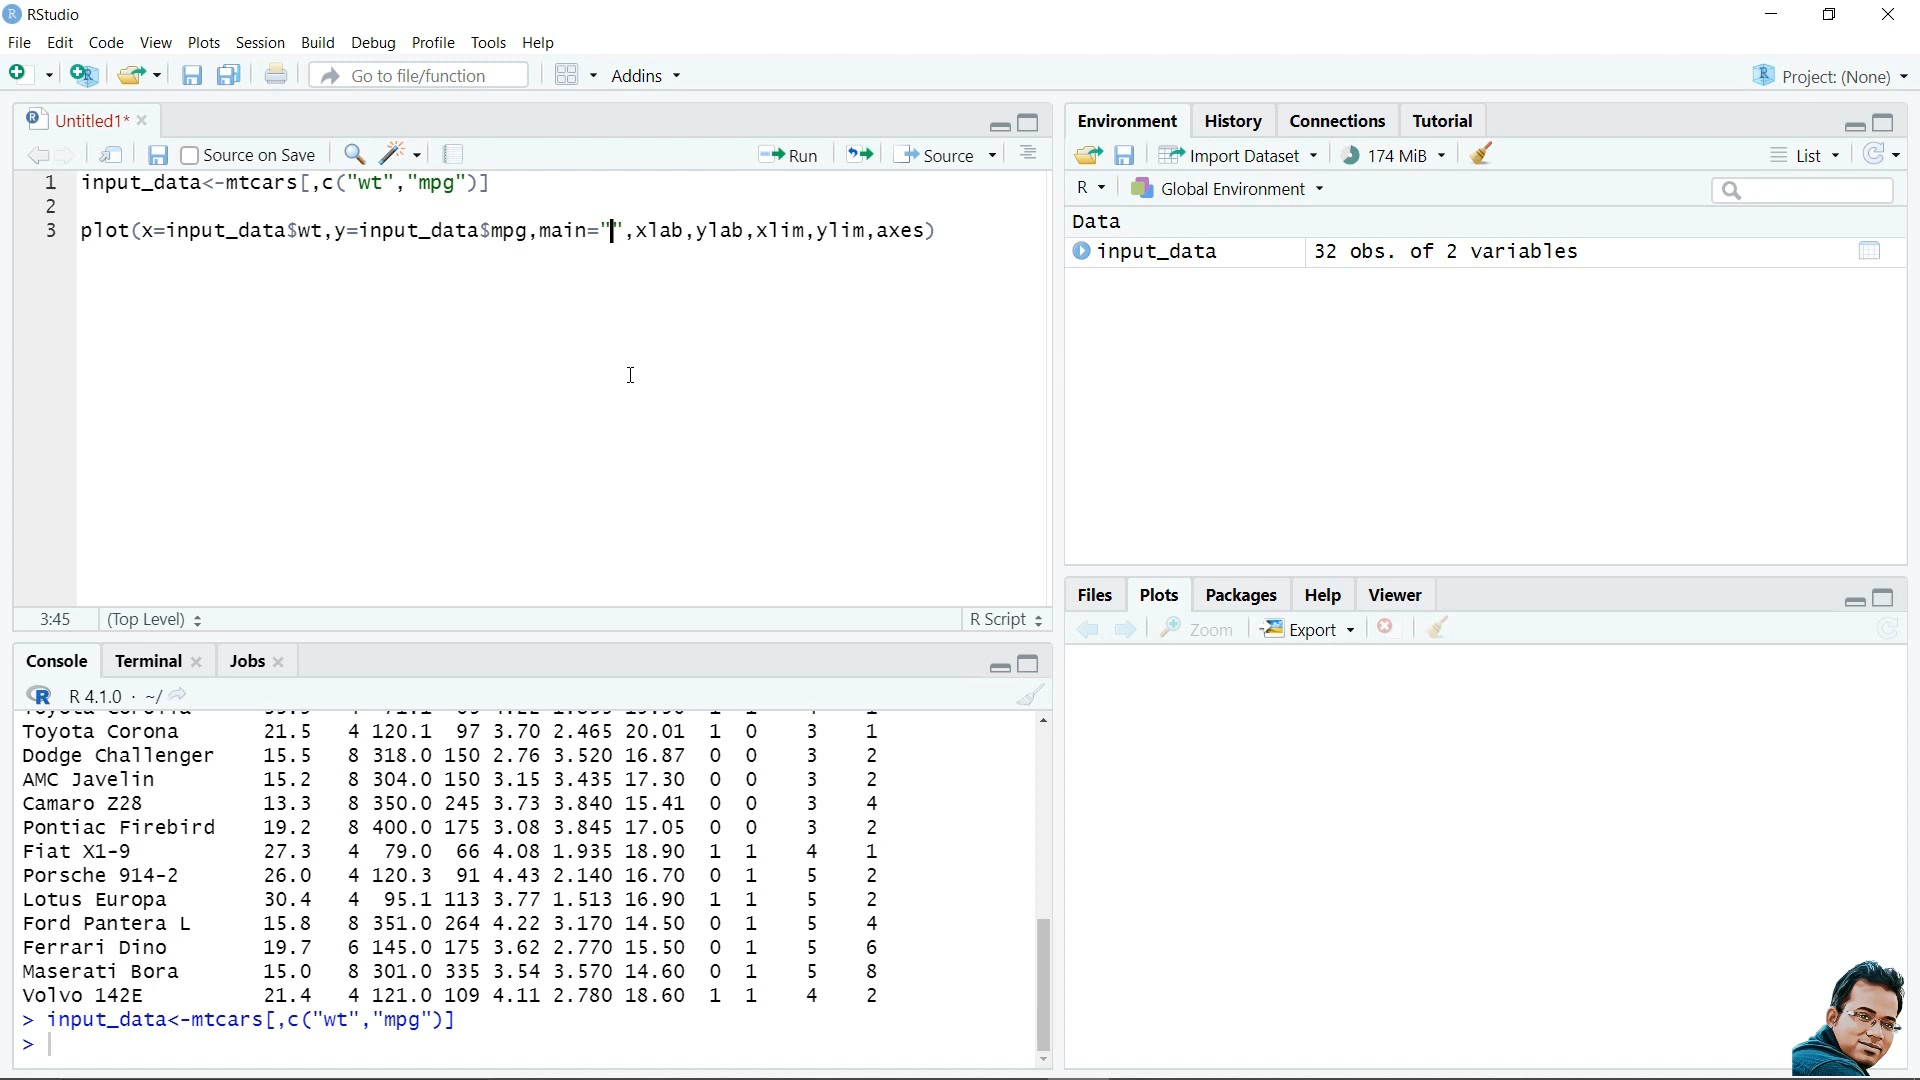 RStudio
File Edit Code View Plots Session Build Debug Profile Tools Help
Go to file/function Addins Project: (None)
Untitled1*
Source on Save Run Source
1 input_data<-mtcars[,c("wt","mpg")]
2
3 plot(x=input_data$wt,y=input_data$mpg,main="",xlab,ylab,xlim,ylim,axes)
3:45 (Top Level) R Script
Console Terminal Jobs
R 4.1.0 · ~/
Toyota Corona 21.5 4 120.1 97 3.70 2.465 20.01 1 0 3 1
Dodge Challenger 15.5 8 318.0 150 2.76 3.520 16.87 0 0 3 2
AMC Javelin 15.2 8 304.0 150 3.15 3.435 17.30 0 0 3 2
Camaro Z28 13.3 8 350.0 245 3.73 3.840 15.41 0 0 3 4
Pontiac Firebird 19.2 8 400.0 175 3.08 3.845 17.05 0 0 3 2
Fiat X1-9 27.3 4 79.0 66 4.08 1.935 18.90 1 1 4 1
Porsche 914-2 26.0 4 120.3 91 4.43 2.140 16.70 0 1 5 2
Lotus Europa 30.4 4 95.1 113 3.77 1.513 16.90 1 1 5 2
Ford Pantera L 15.8 8 351.0 264 4.22 3.170 14.50 0 1 5 4
Ferrari Dino 19.7 6 145.0 175 3.62 2.770 15.50 0 1 5 6
Maserati Bora 15.0 8 301.0 335 3.54 3.570 14.60 0 1 5 8
Volvo 142E 21.4 4 121.0 109 4.11 2.780 18.60 1 1 4 2
> input_data<-mtcars[,c("wt","mpg")]
>
Environment History Connections Tutorial
Import Dataset 174 MiB List
R Global Environment
Data
input_data 32 obs. of 2 variables
Files Plots Packages Help Viewer
Zoom Export